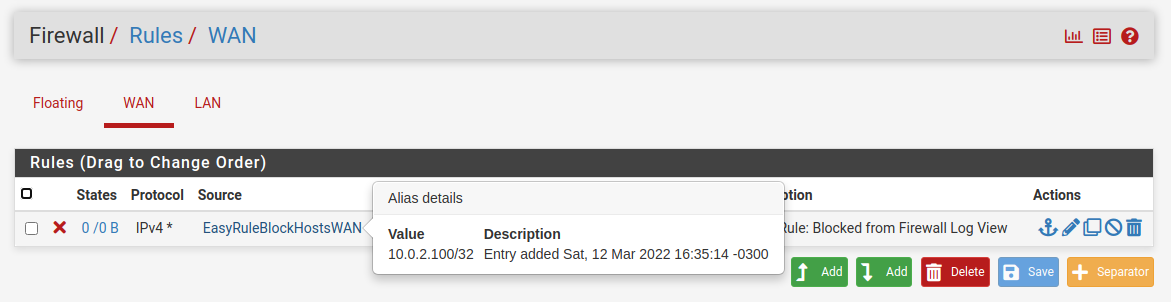 Firewall / Rules / WAN
Floating WAN LAN
Rules (Drag to Change Order)
States Protocol Source ption Actions
0 /0 B IPv4 * EasyRuleBlockHostsWAN Rule: Blocked from Firewall Log View
Alias details
Value Description
10.0.2.100/32 Entry added Sat, 12 Mar 2022 16:35:14 -0300
Add Add Delete Save Separator